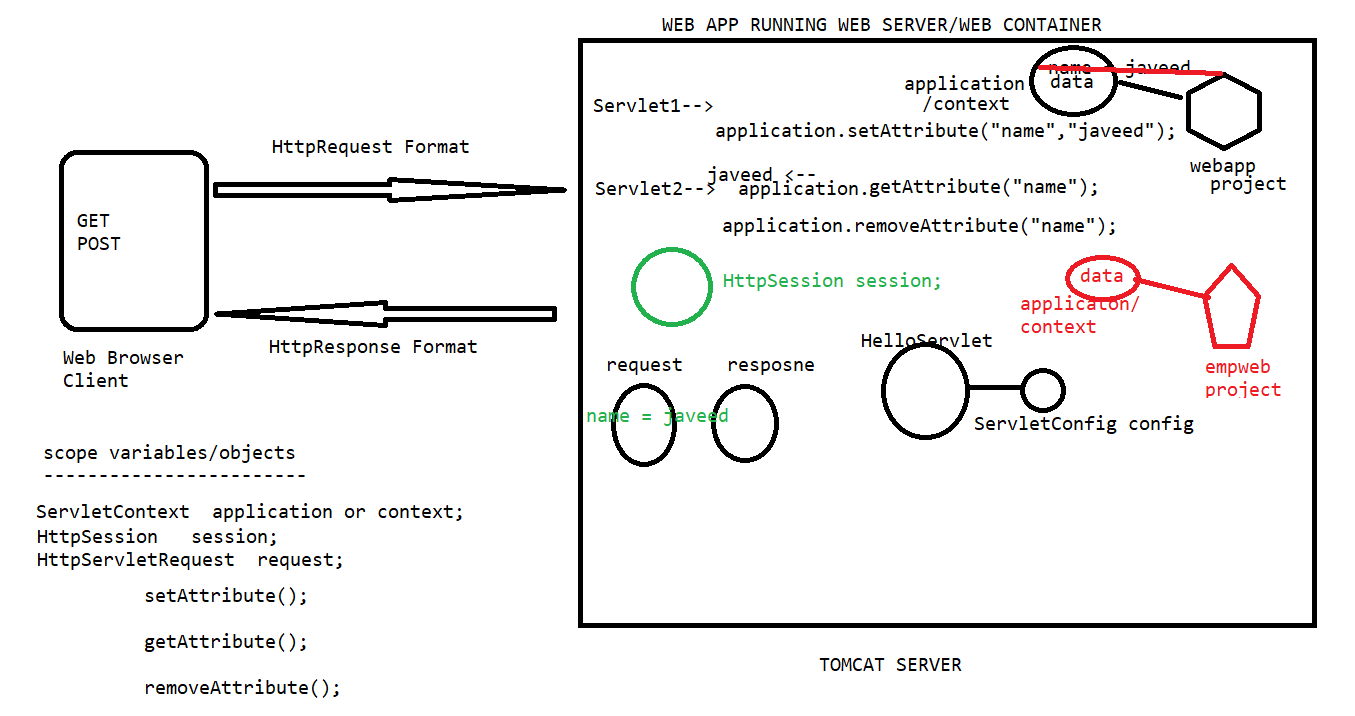 WEB APP RUNNING WEB SERVER/WEB CONTAINER
name = javeed
data
application
/context
Servlet1-->
application.setAttribute("name","javeed");
webapp
project
javeed <--
Servlet2--> application.getAttribute("name");
application.removeAttribute("name");
HttpRequest Format
GET
POST
HttpResponse Format
Web Browser
Client
HttpSession session;
data
applicaton/
context
empweb
project
HelloServlet
request resposne
name = javeed
ServletConfig config
scope variables/objects
------------------------
ServletContext application or context;
HttpSession session;
HttpServletRequest request;
setAttribute();
getAttribute();
removeAttribute();
TOMCAT SERVER